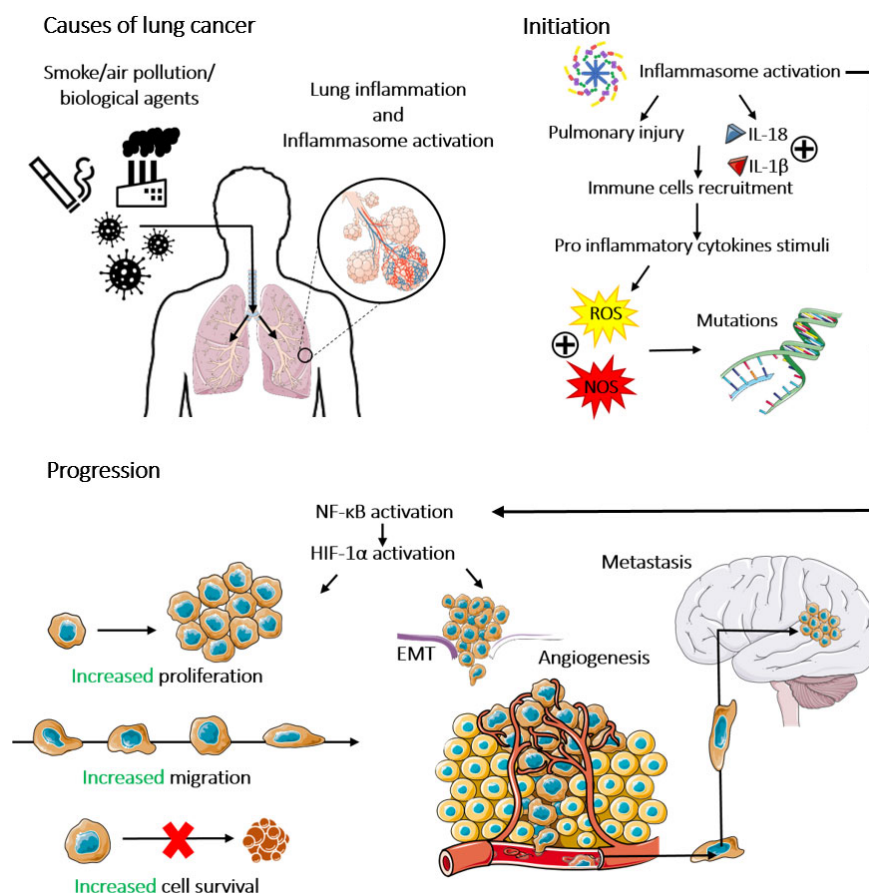 Causes of lung cancer
Smoke/air pollution/
biological agents
Lung inflammation
and
Inflammasome activation
Initiation
Inflammasome activation
Pulmonary injury
IL-18
IL-1β
Immune cells recruitment
Pro inflammatory cytokines stimuli
ROS
Mutations
NOS
Progression
NF-κB activation
HIF-1α activation
Metastasis
EMT
Angiogenesis
Increased proliferation
Increased migration
Increased cell survival